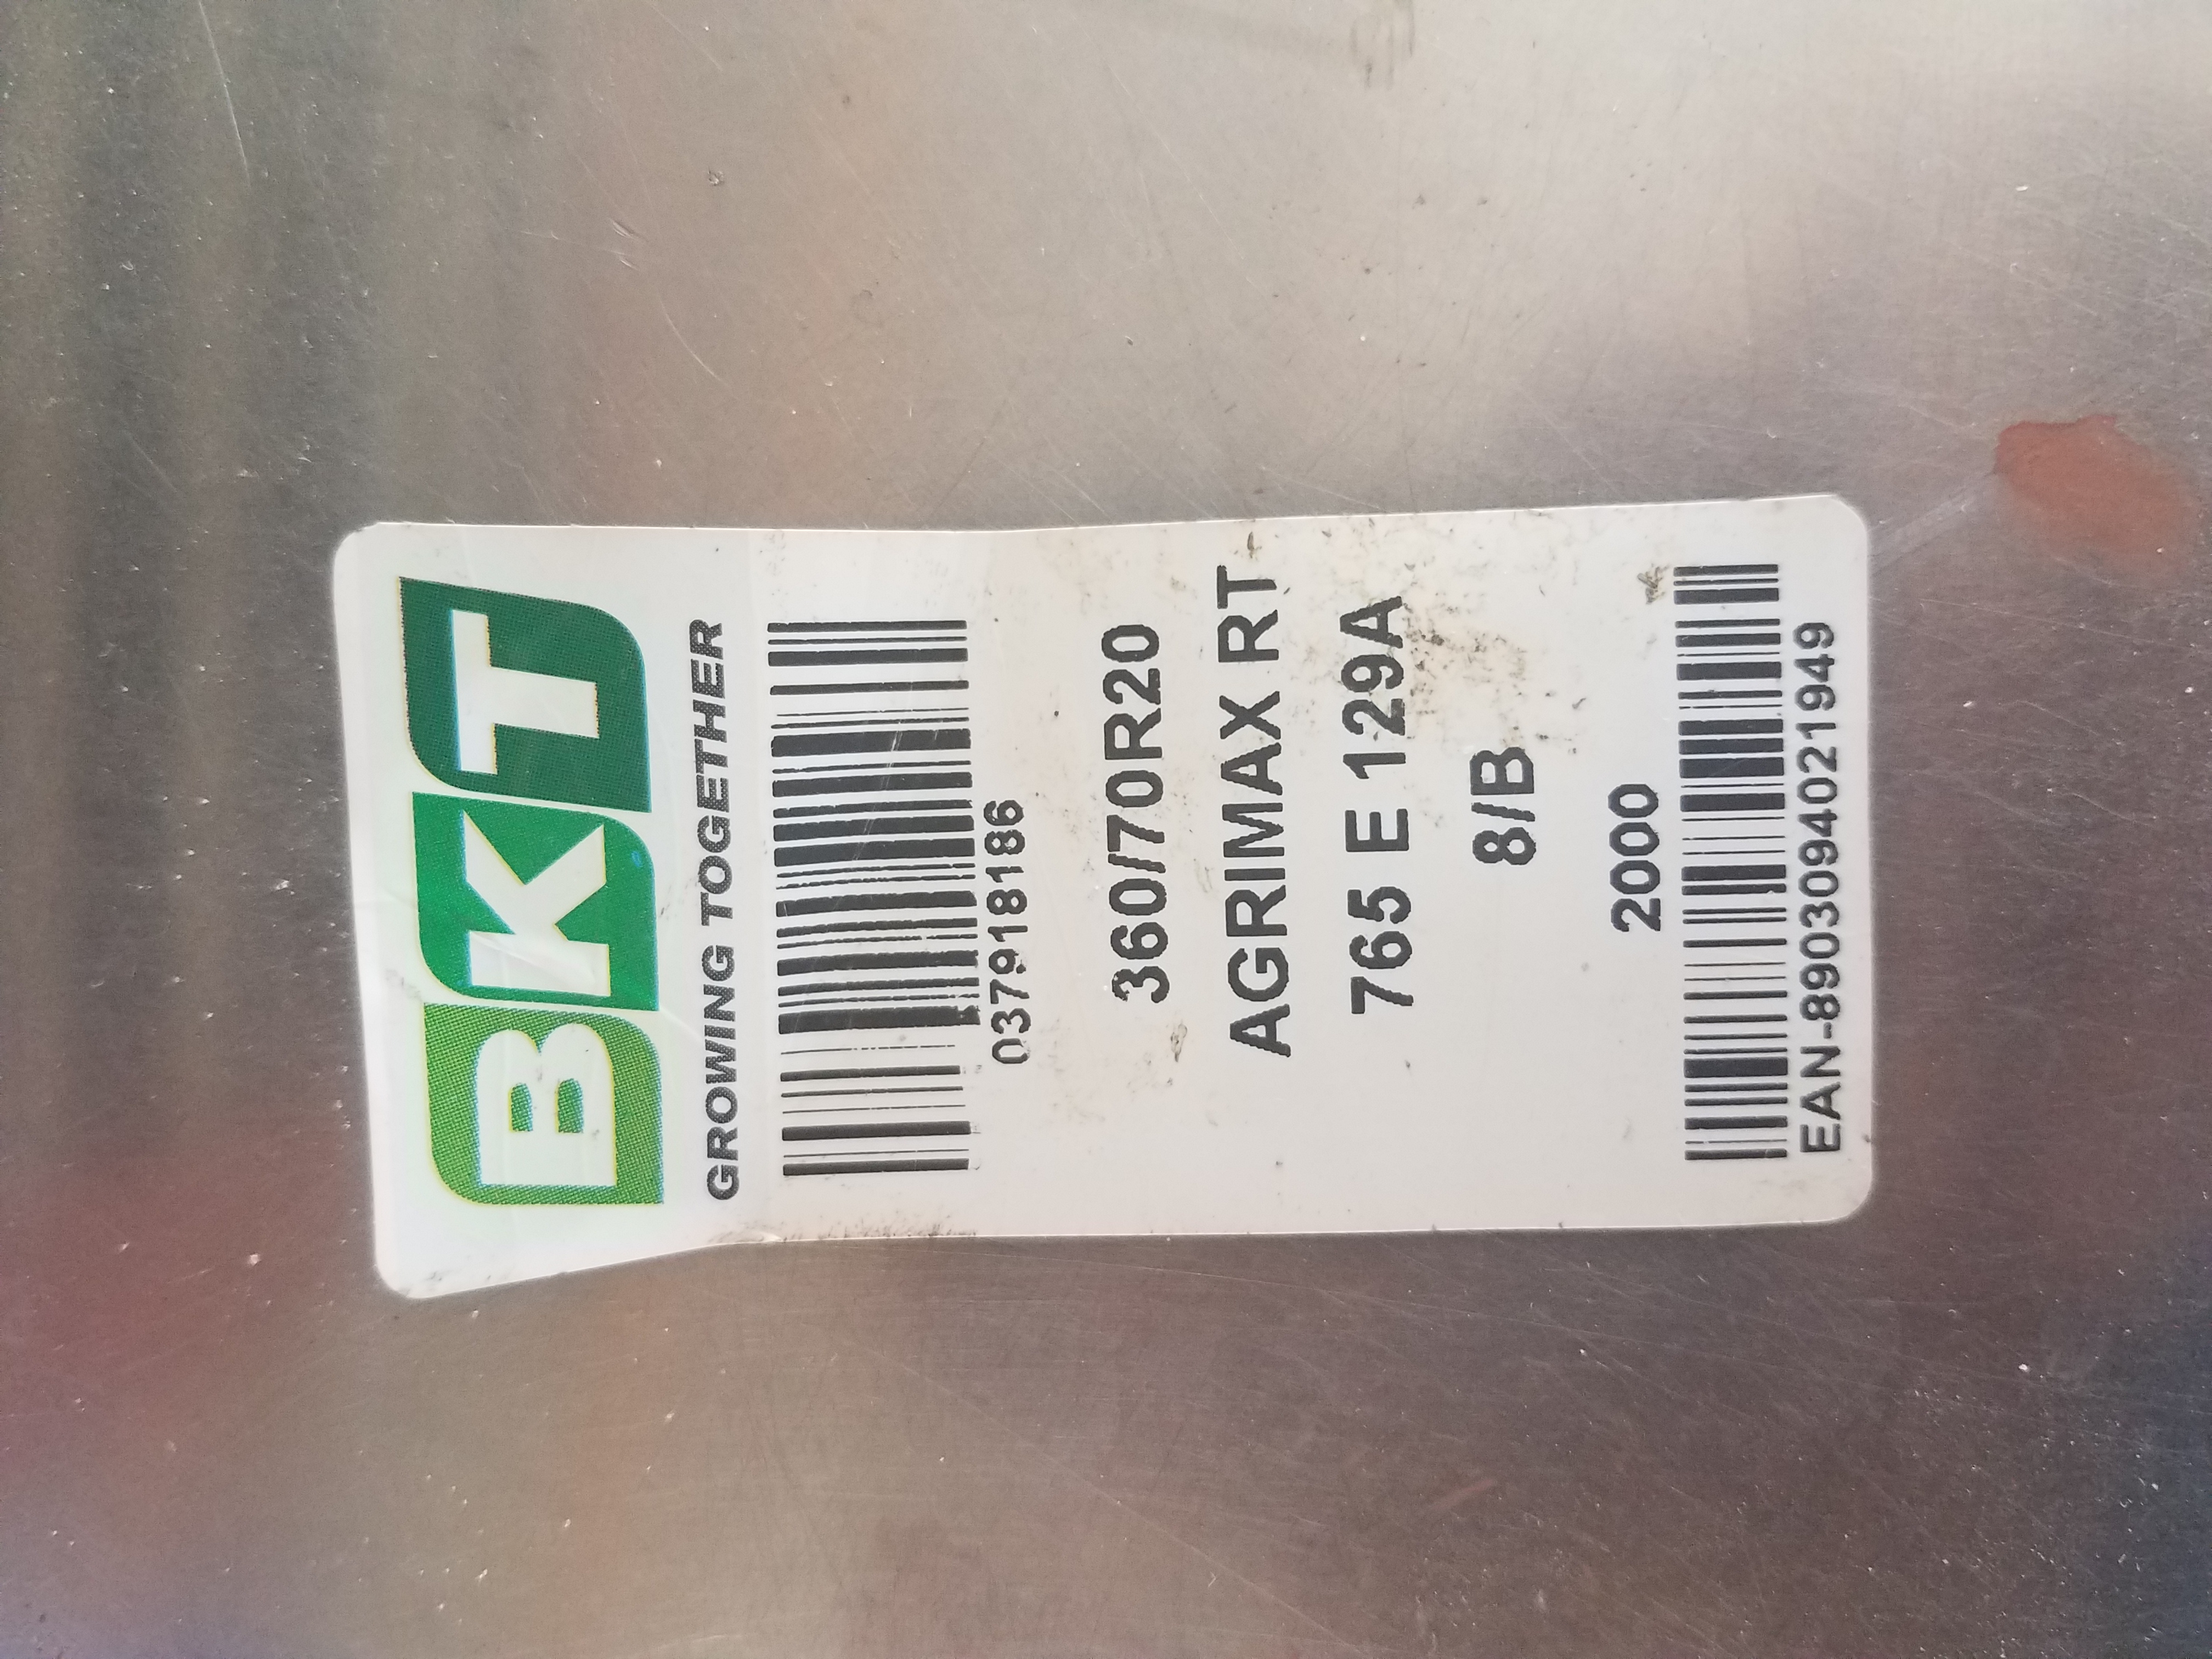 BKT
GROWING TOGETHER
037918186
360/70R20
AGRIMAX RT
765 E 129A
8/B
2000
EAN-8903094021949